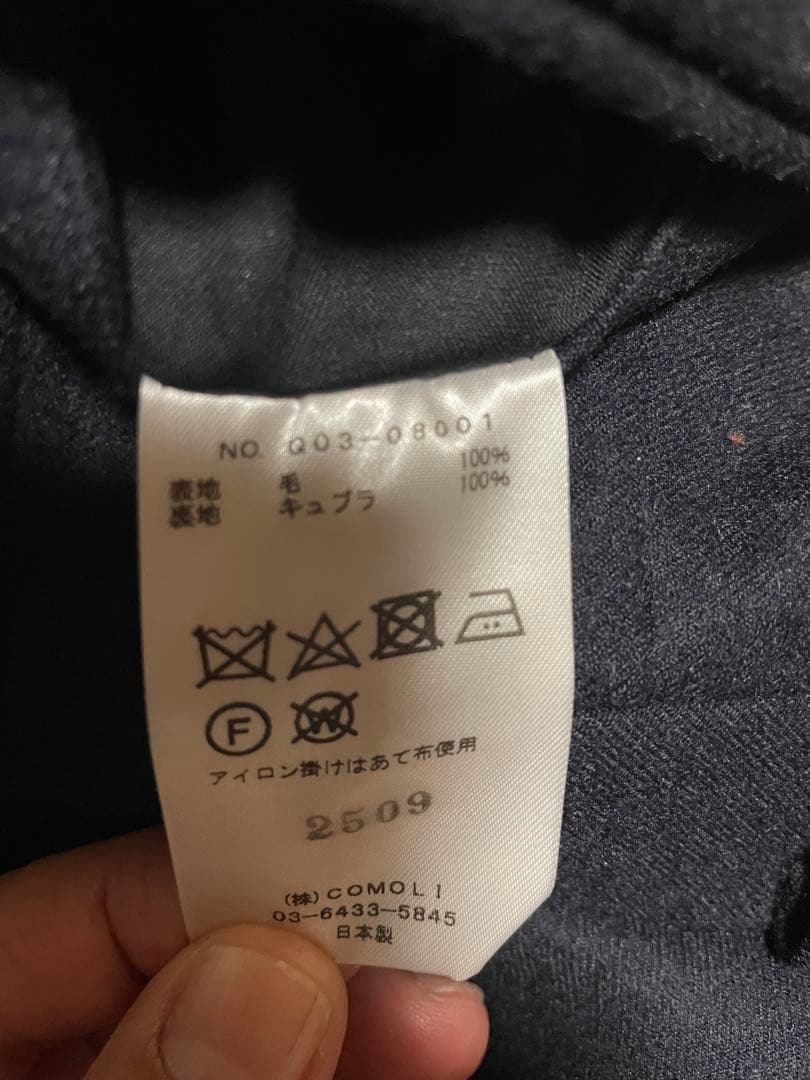 NO. Q03-08001
表地 毛 100%
裏地 キュプラ 100%
F W
アイロン掛けはあて布使用
2509
(株) COMOLI
03-6433-5845
日本製